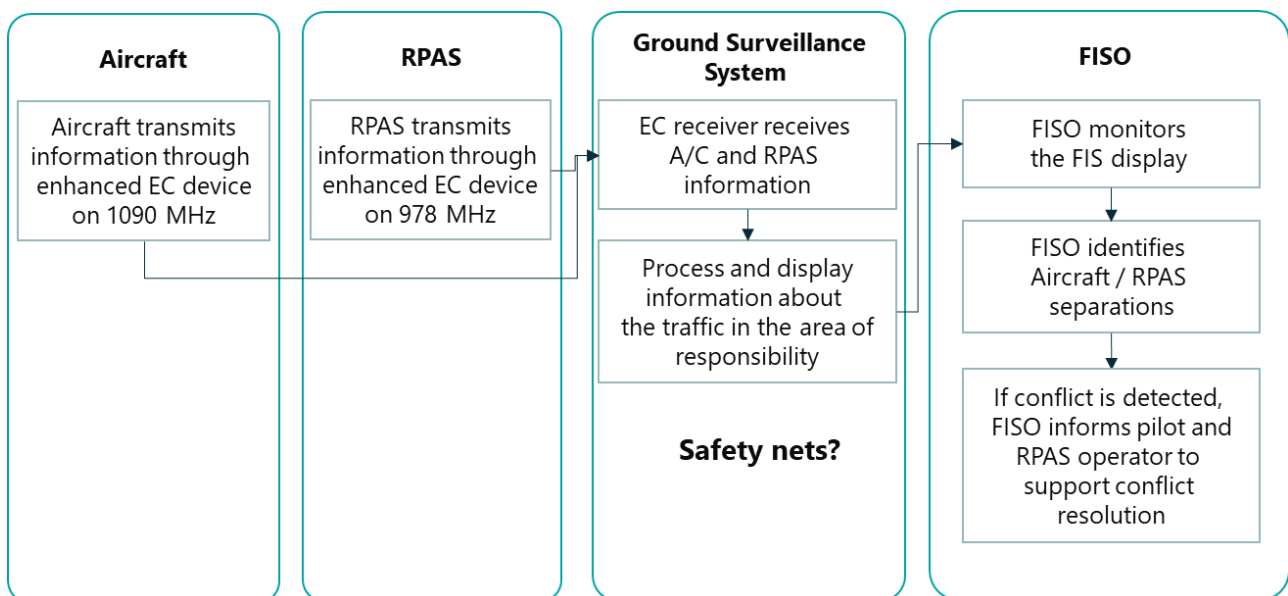 Aircraft
Aircraft transmits
information through
enhanced EC device
on 1090 MHz
RPAS
RPAS transmits
information through
enhanced EC device
on 978 MHz
Ground Surveillance
System
EC receiver receives
A/C and RPAS
information
Process and display
information about
the traffic in the area of
responsibility
Safety nets?
FISO
FISO monitors
the FIS display
FISO identifies
Aircraft / RPAS
separations
If conflict is detected,
FISO informs pilot and
RPAS operator to
support conflict
resolution